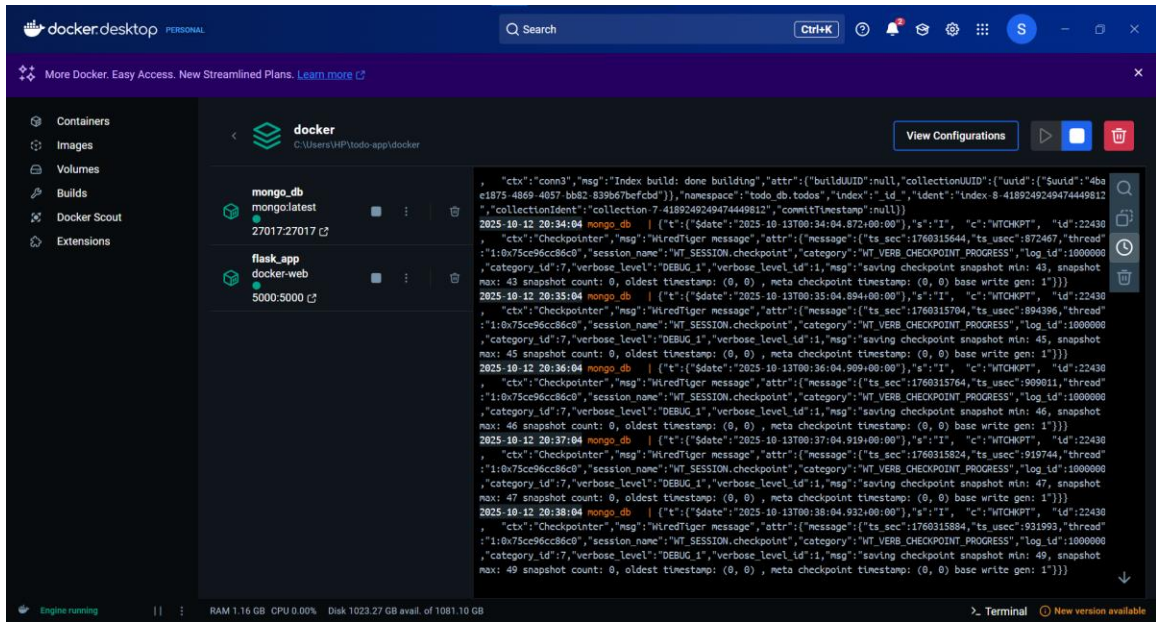 docker.desktop PERSONAL
Search
Ctrl+K
2
S
More Docker. Easy Access. New Streamlined Plans. Learn more
Containers
Images
Volumes
Builds
Docker Scout
Extensions
docker
C:\Users\HP\todo-app\docker
View Configurations
mongo_db
mongo:latest
27017:27017
flask_app
docker-web
5000:5000
, "ctx":"conn3","msg":"Index build: done building","attr":{"buildUUID":null,"collectionUUID":{"uuid":{"$uuid":"4ba
e1875-4869-4057-bb82-839b67befcbd"}},"namespace":"todo_db.todos","index":"_id_","ident":"index-8-4189249249474449812
","collectionIdent":"collection-7-4189249249474449812","commitTimestamp":null}}
2025-10-12 20:34:04 mongo_db | {"t":{"$date":"2025-10-13T00:34:04.872+00:00"},"s":"I", "c":"WTCHKPT", "id":22430
, "ctx":"Checkpointer","msg":"WiredTiger message","attr":{"message":{"ts_sec":1760315644,"ts_usec":872467,"thread"
:"1:0x75ce96cc86c0","session_name":"WT_SESSION.checkpoint","category":"WT_VERB_CHECKPOINT_PROGRESS","log_id":1000000
,"category_id":7,"verbose_level":"DEBUG_1","verbose_level_id":1,"msg":"saving checkpoint snapshot min: 43, snapshot
max: 43 snapshot count: 0, oldest timestamp: (0, 0) , meta checkpoint timestamp: (0, 0) base write gen: 1"}}}
2025-10-12 20:35:04 mongo_db | {"t":{"$date":"2025-10-13T00:35:04.894+00:00"},"s":"I", "c":"WTCHKPT", "id":22430
, "ctx":"Checkpointer","msg":"WiredTiger message","attr":{"message":{"ts_sec":1760315704,"ts_usec":894396,"thread"
:"1:0x75ce96cc86c0","session_name":"WT_SESSION.checkpoint","category":"WT_VERB_CHECKPOINT_PROGRESS","log_id":1000000
,"category_id":7,"verbose_level":"DEBUG_1","verbose_level_id":1,"msg":"saving checkpoint snapshot min: 45, snapshot
max: 45 snapshot count: 0, oldest timestamp: (0, 0) , meta checkpoint timestamp: (0, 0) base write gen: 1"}}}
2025-10-12 20:36:04 mongo_db | {"t":{"$date":"2025-10-13T00:36:04.909+00:00"},"s":"I", "c":"WTCHKPT", "id":22430
, "ctx":"Checkpointer","msg":"WiredTiger message","attr":{"message":{"ts_sec":1760315764,"ts_usec":909011,"thread"
:"1:0x75ce96cc86c0","session_name":"WT_SESSION.checkpoint","category":"WT_VERB_CHECKPOINT_PROGRESS","log_id":1000000
,"category_id":7,"verbose_level":"DEBUG_1","verbose_level_id":1,"msg":"saving checkpoint snapshot min: 46, snapshot
max: 46 snapshot count: 0, oldest timestamp: (0, 0) , meta checkpoint timestamp: (0, 0) base write gen: 1"}}}
2025-10-12 20:37:04 mongo_db | {"t":{"$date":"2025-10-13T00:37:04.919+00:00"},"s":"I", "c":"WTCHKPT", "id":22430
, "ctx":"Checkpointer","msg":"WiredTiger message","attr":{"message":{"ts_sec":1760315824,"ts_usec":919744,"thread"
:"1:0x75ce96cc86c0","session_name":"WT_SESSION.checkpoint","category":"WT_VERB_CHECKPOINT_PROGRESS","log_id":1000000
,"category_id":7,"verbose_level":"DEBUG_1","verbose_level_id":1,"msg":"saving checkpoint snapshot min: 47, snapshot
max: 47 snapshot count: 0, oldest timestamp: (0, 0) , meta checkpoint timestamp: (0, 0) base write gen: 1"}}}
2025-10-12 20:38:04 mongo_db | {"t":{"$date":"2025-10-13T00:38:04.932+00:00"},"s":"I", "c":"WTCHKPT", "id":22430
, "ctx":"Checkpointer","msg":"WiredTiger message","attr":{"message":{"ts_sec":1760315884,"ts_usec":931993,"thread"
:"1:0x75ce96cc86c0","session_name":"WT_SESSION.checkpoint","category":"WT_VERB_CHECKPOINT_PROGRESS","log_id":1000000
,"category_id":7,"verbose_level":"DEBUG_1","verbose_level_id":1,"msg":"saving checkpoint snapshot min: 49, snapshot
max: 49 snapshot count: 0, oldest timestamp: (0, 0) , meta checkpoint timestamp: (0, 0) base write gen: 1"}}}
Engine running
RAM 1.16 GB CPU 0.00% Disk 1023.27 GB avail. of 1081.10 GB
Terminal
New version available